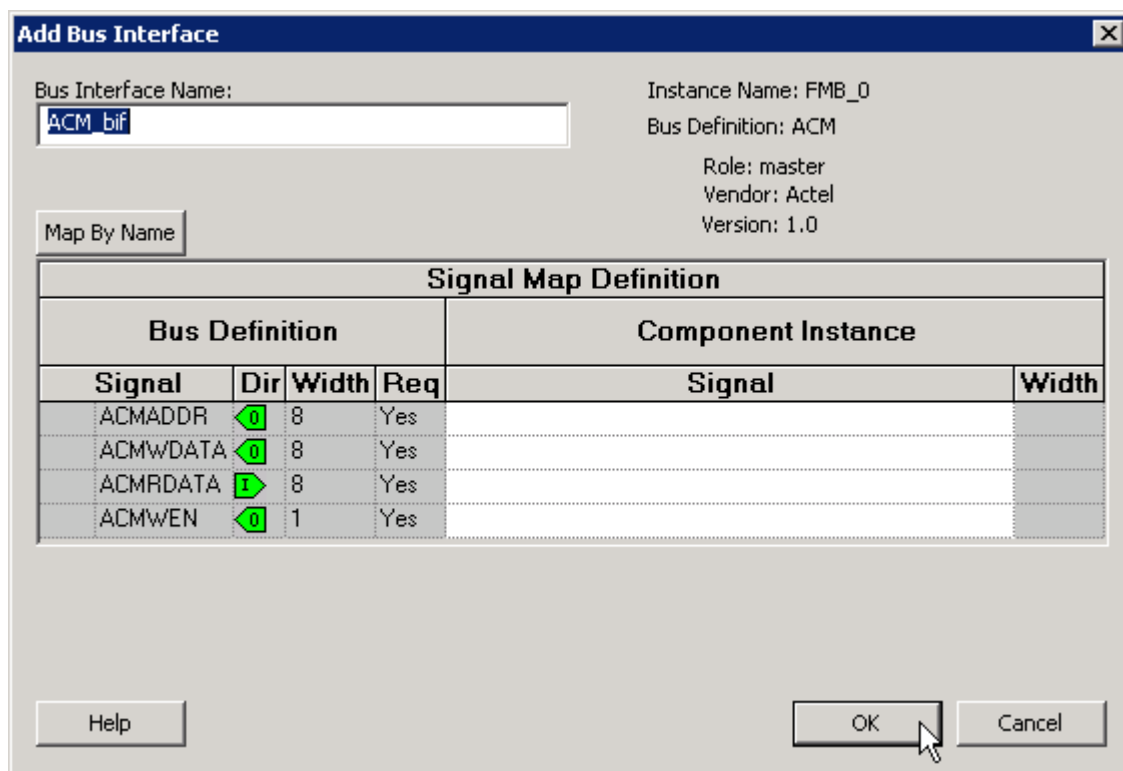 Add Bus Interface
Bus Interface Name:
ACM_bif
Instance Name: FMB_0
Bus Definition: ACM
Role: master
Vendor: Actel
Version: 1.0
Map By Name
Signal Map Definition
Bus Definition Component Instance
Signal Dir Width Req Signal Width
ACMADDR O 8 Yes
ACMWDATA O 8 Yes
ACMRDATA I 8 Yes
ACMWEN O 1 Yes
Help OK Cancel